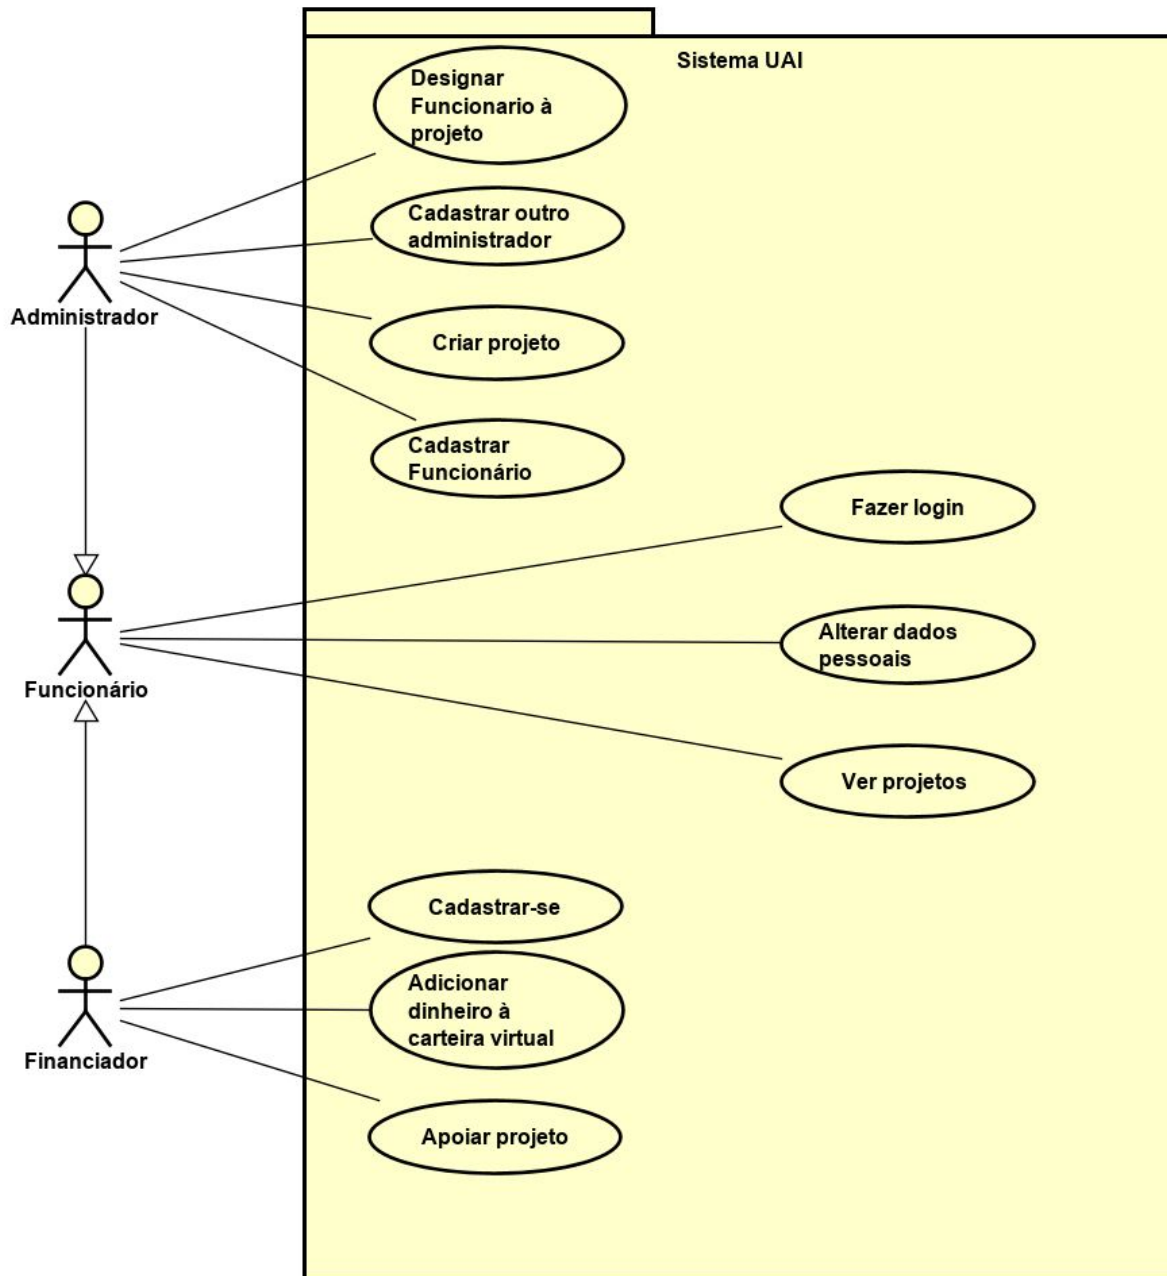 Sistema UAI
Designar
Funcionario à
projeto
Cadastrar outro
administrador
Administrador
Criar projeto
Cadastrar
Funcionário
Fazer login
Alterar dados
pessoais
Funcionário
Ver projetos
Cadastrar-se
Adicionar
dinheiro à
carteira virtual
Financiador
Apoiar projeto